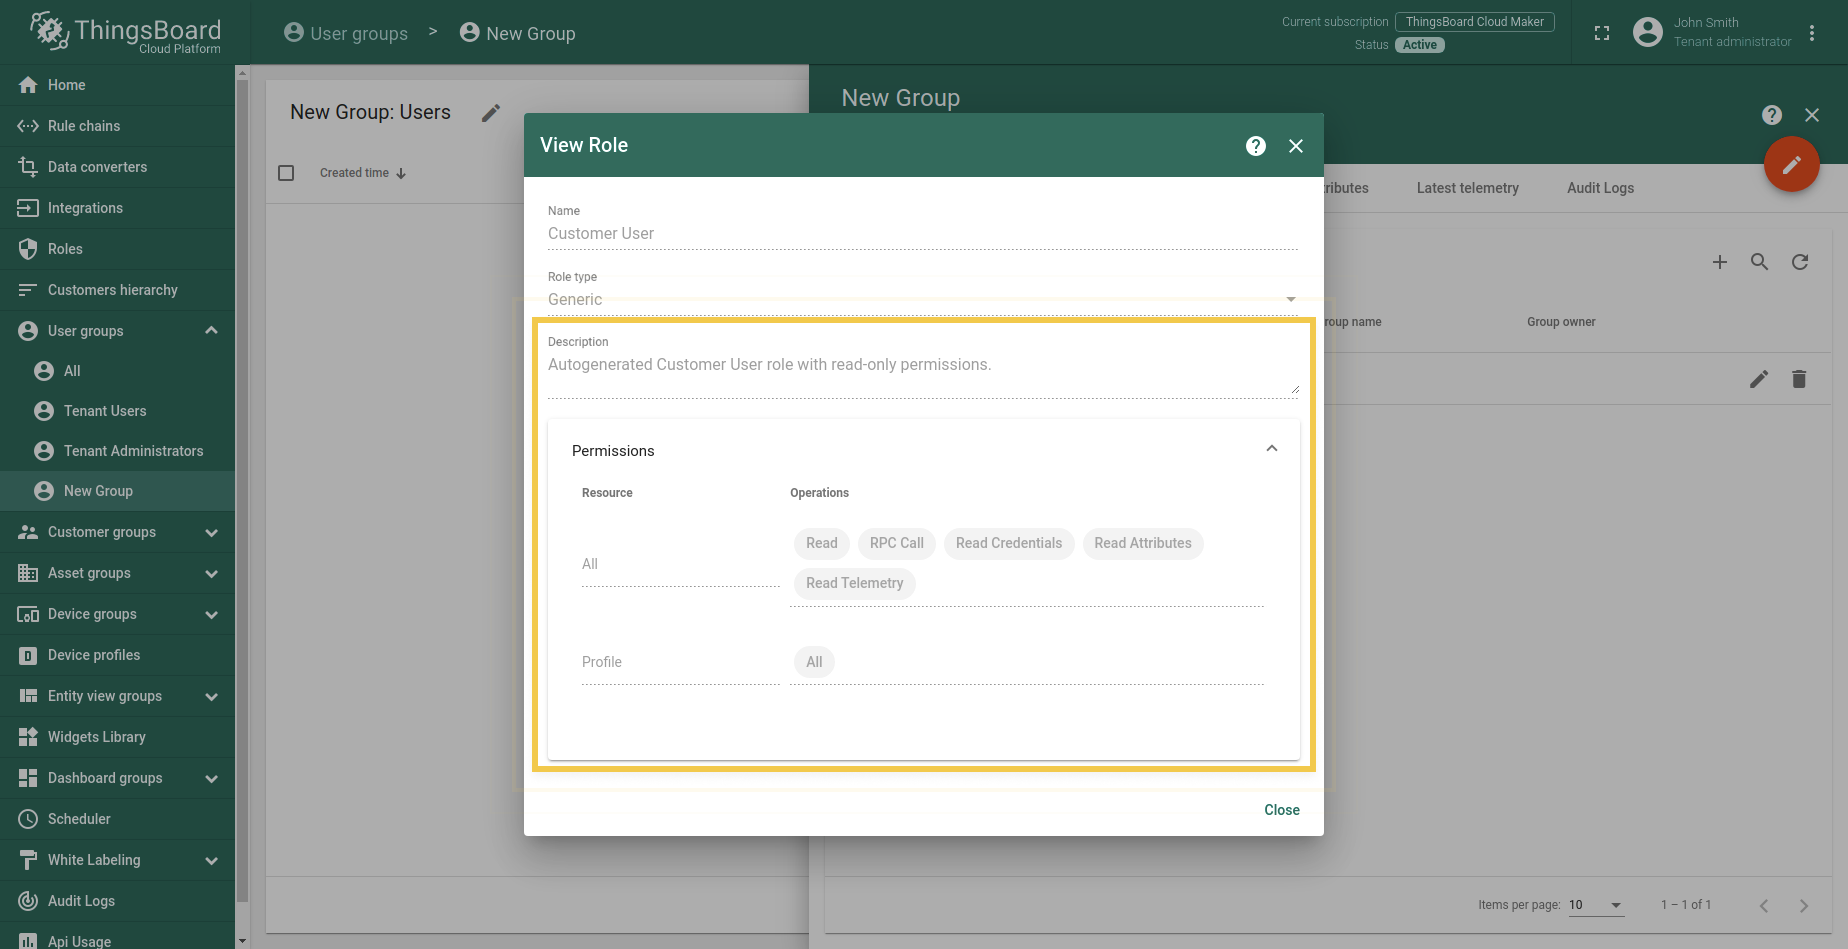 ThingsBoard
Cloud Platform
User groups > New Group
Current subscription ThingsBoard Cloud Maker
Status Active
John Smith
Tenant administrator
Home
Rule chains
Data converters
Integrations
Roles
Customers hierarchy
User groups
All
Tenant Users
Tenant Administrators
New Group
Customer groups
Asset groups
Device groups
Device profiles
Entity view groups
Widgets Library
Dashboard groups
Scheduler
White Labeling
Audit Logs
Api Usage
New Group: Users
Created time
New Group
Latest telemetry
Audit Logs
name
Group owner
Items per page: 10
1 – 1 of 1
View Role
Name
Customer User
Role type
Generic
Description
Autogenerated Customer User role with read-only permissions.
Permissions
Resource Operations
All
Read RPC Call Read Credentials Read Attributes
Read Telemetry
Profile All
Close